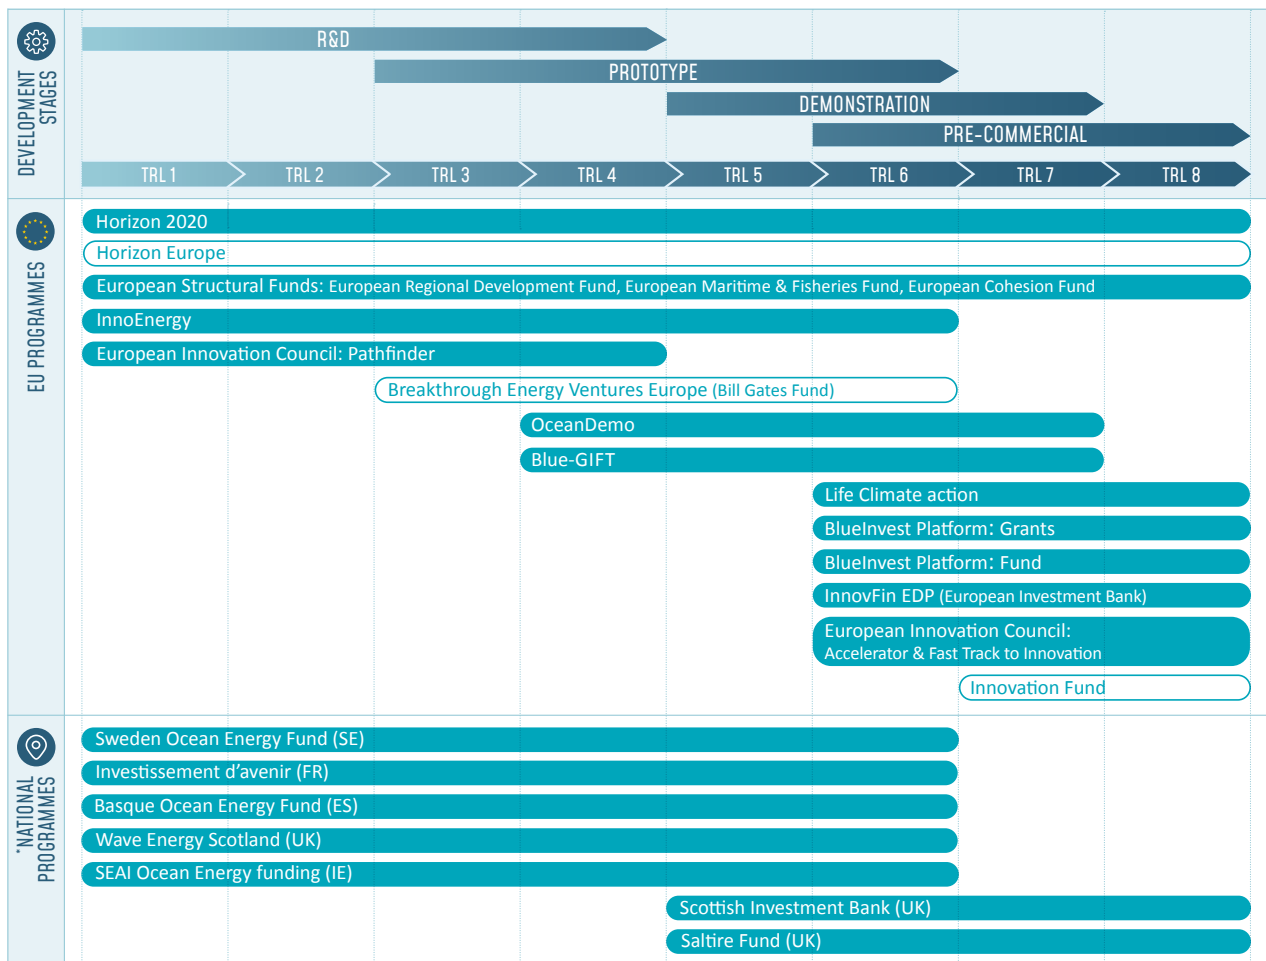 DEVELOPMENT
STAGES
R&D
PROTOTYPE
DEMONSTRATION
PRE-COMMERCIAL
TRL 1
TRL 2
TRL 3
TRL 4
TRL 5
TRL 6
TRL 7
TRL 8
EU PROGRAMMES
Horizon 2020
Horizon Europe
European Structural Funds: European Regional Development Fund, European Maritime & Fisheries Fund, European Cohesion Fund
InnoEnergy
European Innovation Council: Pathfinder
Breakthrough Energy Ventures Europe (Bill Gates Fund)
OceanDemo
Blue-GIFT
Life Climate action
BlueInvest Platform: Grants
BlueInvest Platform: Fund
InnovFin EDP (European Investment Bank)
European Innovation Council:
Accelerator & Fast Track to Innovation
Innovation Fund
*NATIONAL
PROGRAMMES
Sweden Ocean Energy Fund (SE)
Investissement d’avenir (FR)
Basque Ocean Energy Fund (ES)
Wave Energy Scotland (UK)
SEAI Ocean Energy funding (IE)
Scottish Investment Bank (UK)
Saltire Fund (UK)